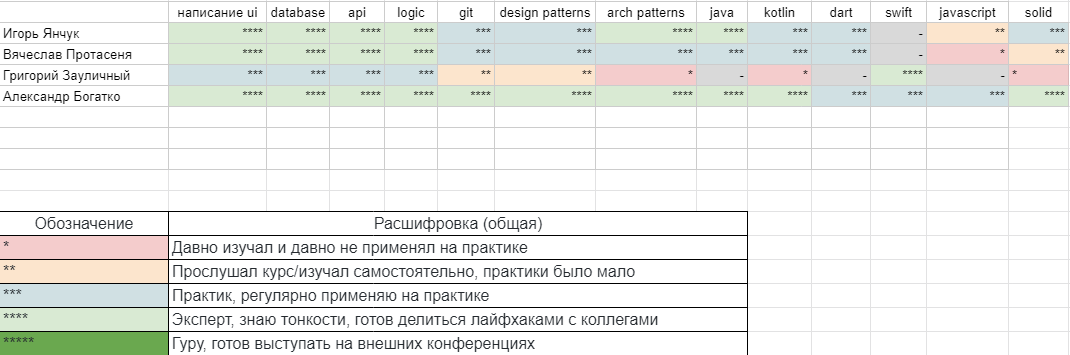 написание ui database api logic git design patterns arch patterns java kotlin dart swift javascript solid
Игорь Янчук **** **** **** **** *** *** **** **** *** *** - ** ***
Вячеслав Протасеня **** **** **** **** *** *** *** *** *** *** - * **
Григорий Зауличный *** *** *** *** ** ** * - * - **** - *
Александр Богатко **** **** **** **** **** **** **** **** **** *** *** *** ****
Обозначение Расшифровка (общая)
* Давно изучал и давно не применял на практике
** Прослушал курс/изучал самостоятельно, практики было мало
*** Практик, регулярно применяю на практике
**** Эксперт, знаю тонкости, готов делиться лайфхаками с коллегами
***** Гуру, готов выступать на внешних конференциях